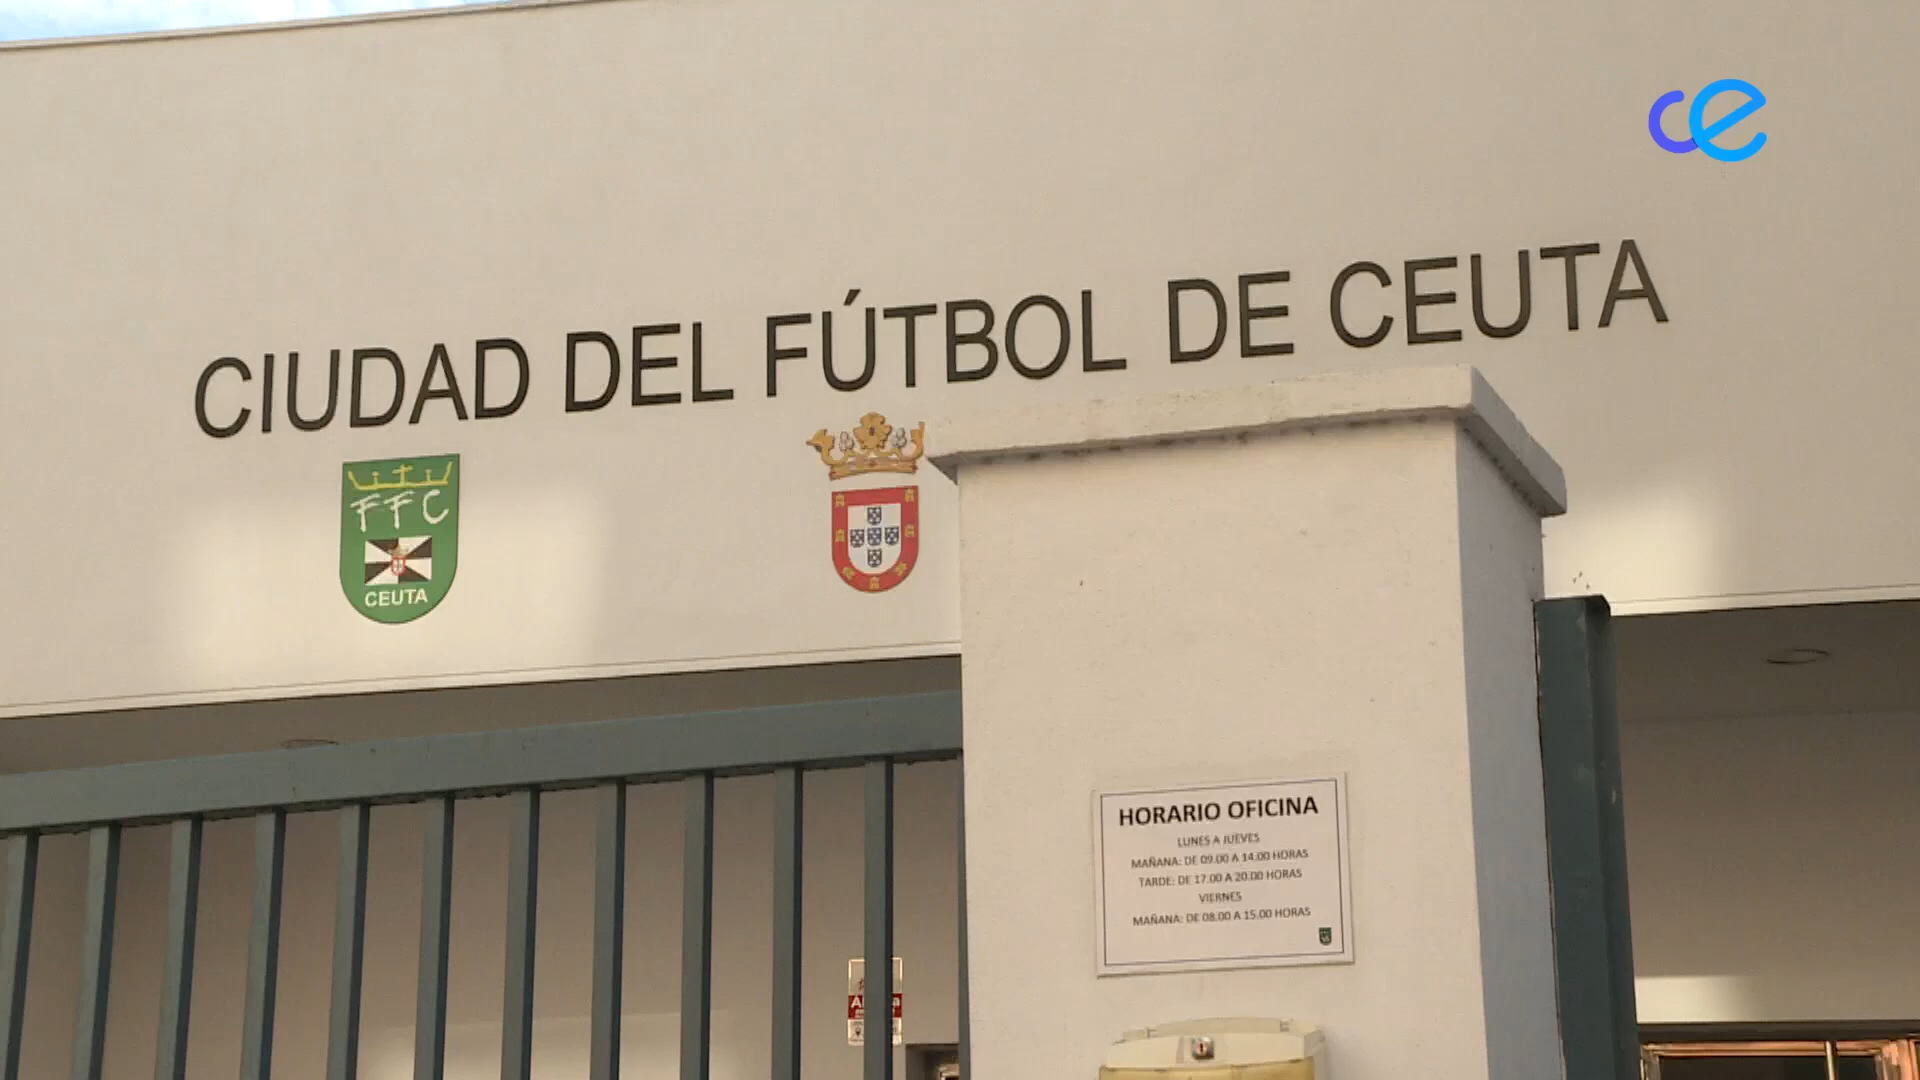 ce
CIUDAD DEL FÚTBOL DE CEUTA
FFC
CEUTA
HORARIO OFICINA
LUNES A JUEVES
MAÑANA: DE 09.00 A 14.00 HORAS
TARDE: DE 17.00 A 20.00 HORAS
VIERNES
MAÑANA: DE 08.00 A 15.00 HORAS